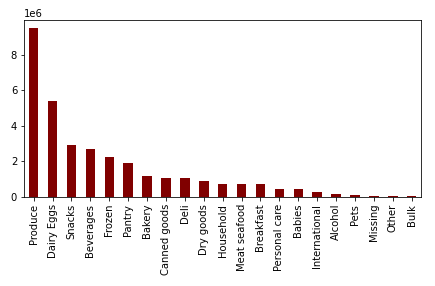 1e6
8
6
4
2
0
Produce
Dairy Eggs
Snacks
Beverages
Frozen
Pantry
Bakery
Canned goods
Deli
Dry goods
Household
Meat seafood
Breakfast
Personal care
Babies
International
Alcohol
Pets
Missing
Other
Bulk